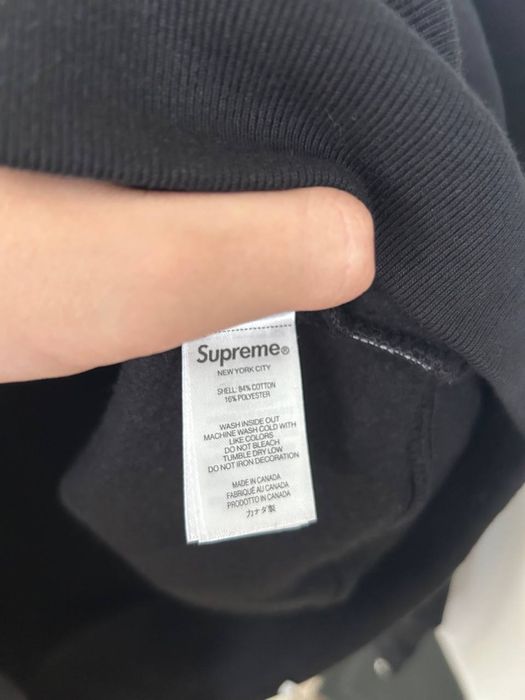 Supreme®
NEW YORK CITY
SHELL: 84% COTTON
16% POLYESTER
WASH INSIDE OUT
MACHINE WASH COLD WITH
LIKE COLORS
DO NOT BLEACH
TUMBLE DRY LOW
DO NOT IRON DECORATION
MADE IN CANADA
FABRIQUÉ AU CANADA
PRODOTTO IN CANADA
カナダ製